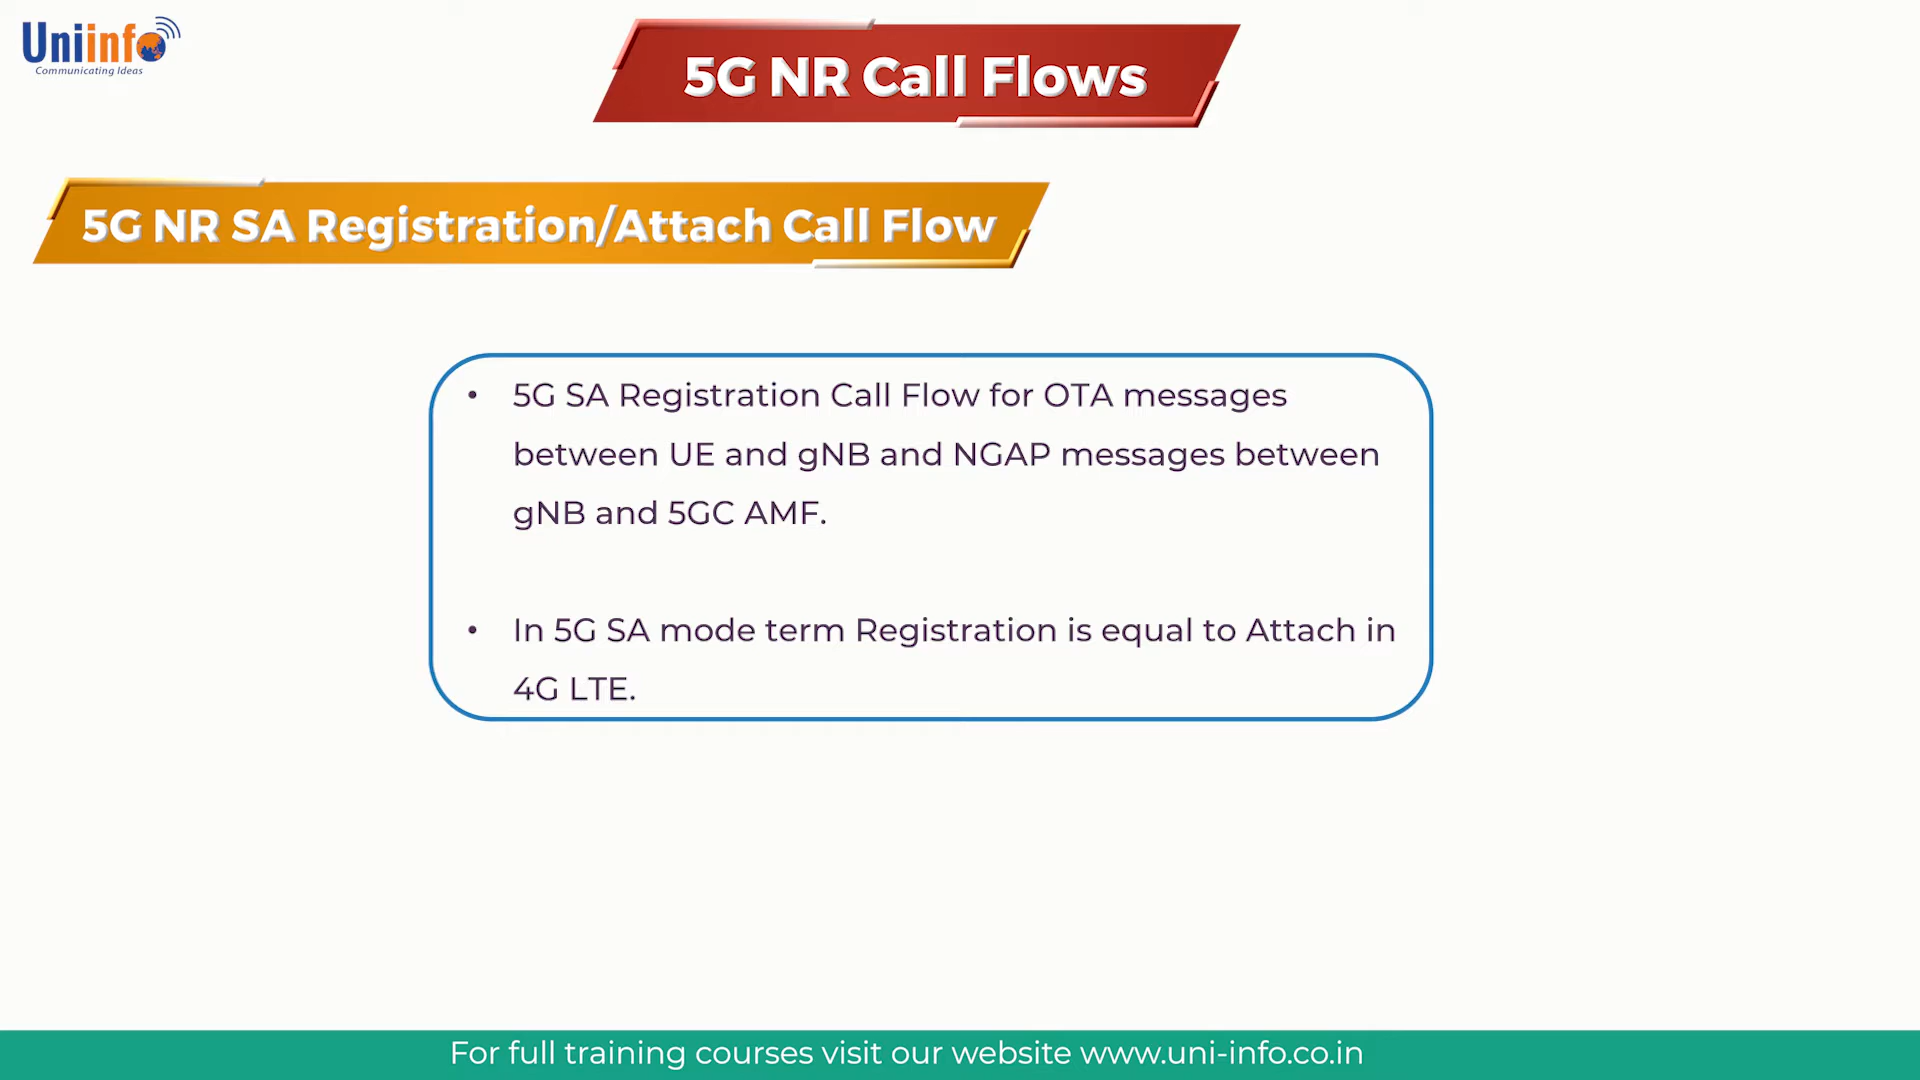 Uniinfo
Communicating Ideas
5G NR Call Flows
5G NR SA Registration/Attach Call Flow
• 5G SA Registration Call Flow for OTA messages
between UE and gNB and NGAP messages between
gNB and 5GC AMF.
• In 5G SA mode term Registration is equal to Attach in
4G LTE.
For full training courses visit our website www.uni-info.co.in